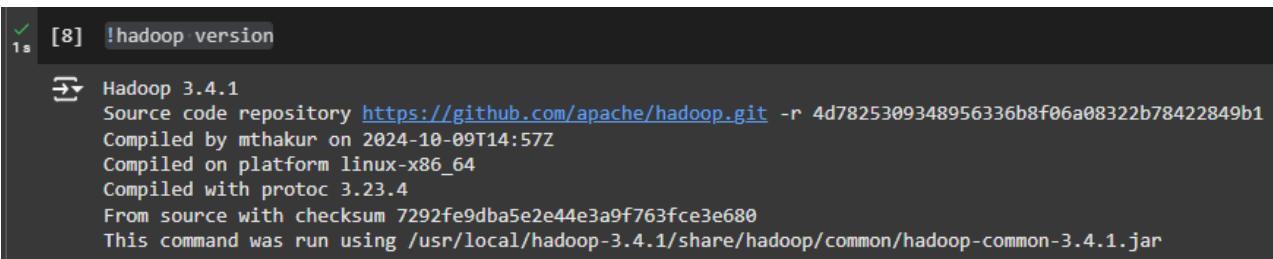 [8] !hadoop version
1s
Hadoop 3.4.1
Source code repository https://github.com/apache/hadoop.git -r 4d7825309348956336b8f06a08322b78422849b1
Compiled by mthakur on 2024-10-09T14:57Z
Compiled on platform linux-x86_64
Compiled with protoc 3.23.4
From source with checksum 7292fe9dba5e2e44e3a9f763fce3e680
This command was run using /usr/local/hadoop-3.4.1/share/hadoop/common/hadoop-common-3.4.1.jar